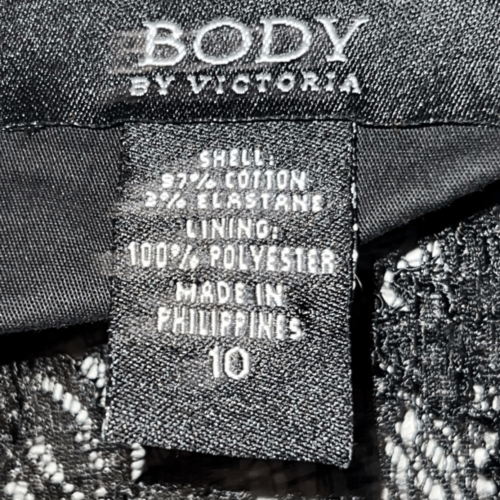 BODY
BY VICTORIA
SHELL:
97% COTTON
3% ELASTANE
LINING:
100% POLYESTER
MADE IN
PHILIPPINES
10